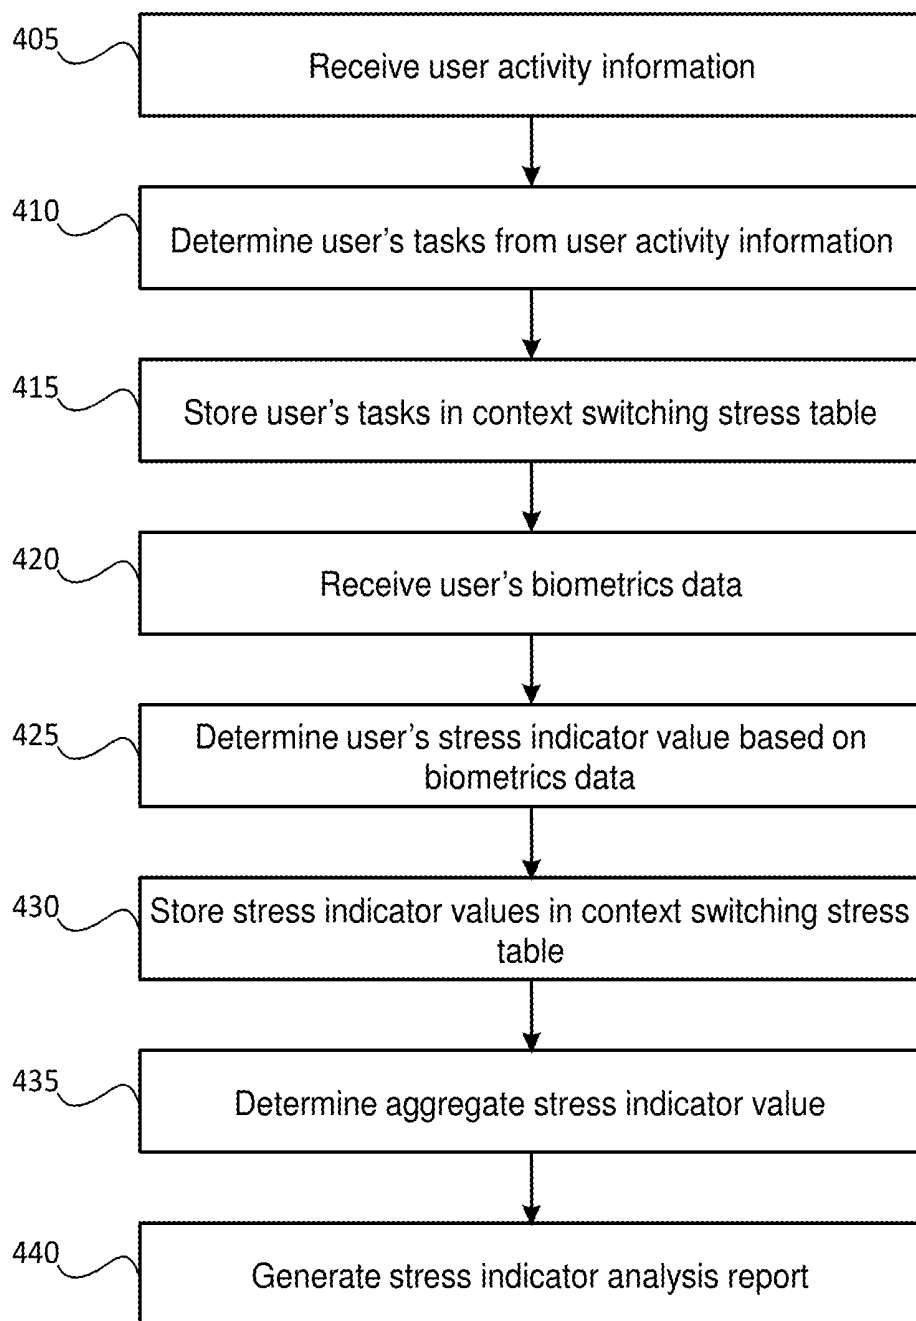 405
Receive user activity information
410
Determine user's tasks from user activity information
415
Store user's tasks in context switching stress table
420
Receive user's biometrics data
425
Determine user's stress indicator value based on
biometrics data
430
Store stress indicator values in context switching stress
table
435
Determine aggregate stress indicator value
440
Generate stress indicator analysis report